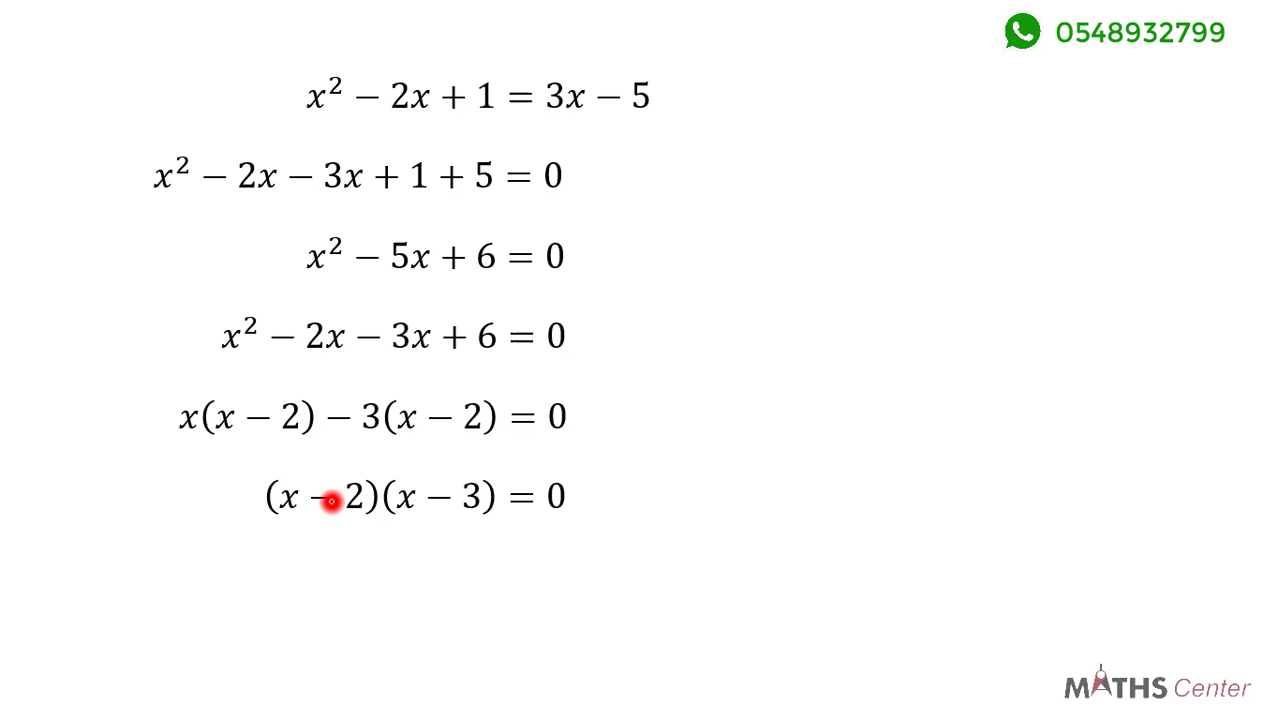 0548932799
x² − 2x + 1 = 3x − 5
x² − 2x − 3x + 1 + 5 = 0
x² − 5x + 6 = 0
x² − 2x − 3x + 6 = 0
x(x − 2) − 3(x − 2) = 0
(x − 2)(x − 3) = 0
MATHS Center